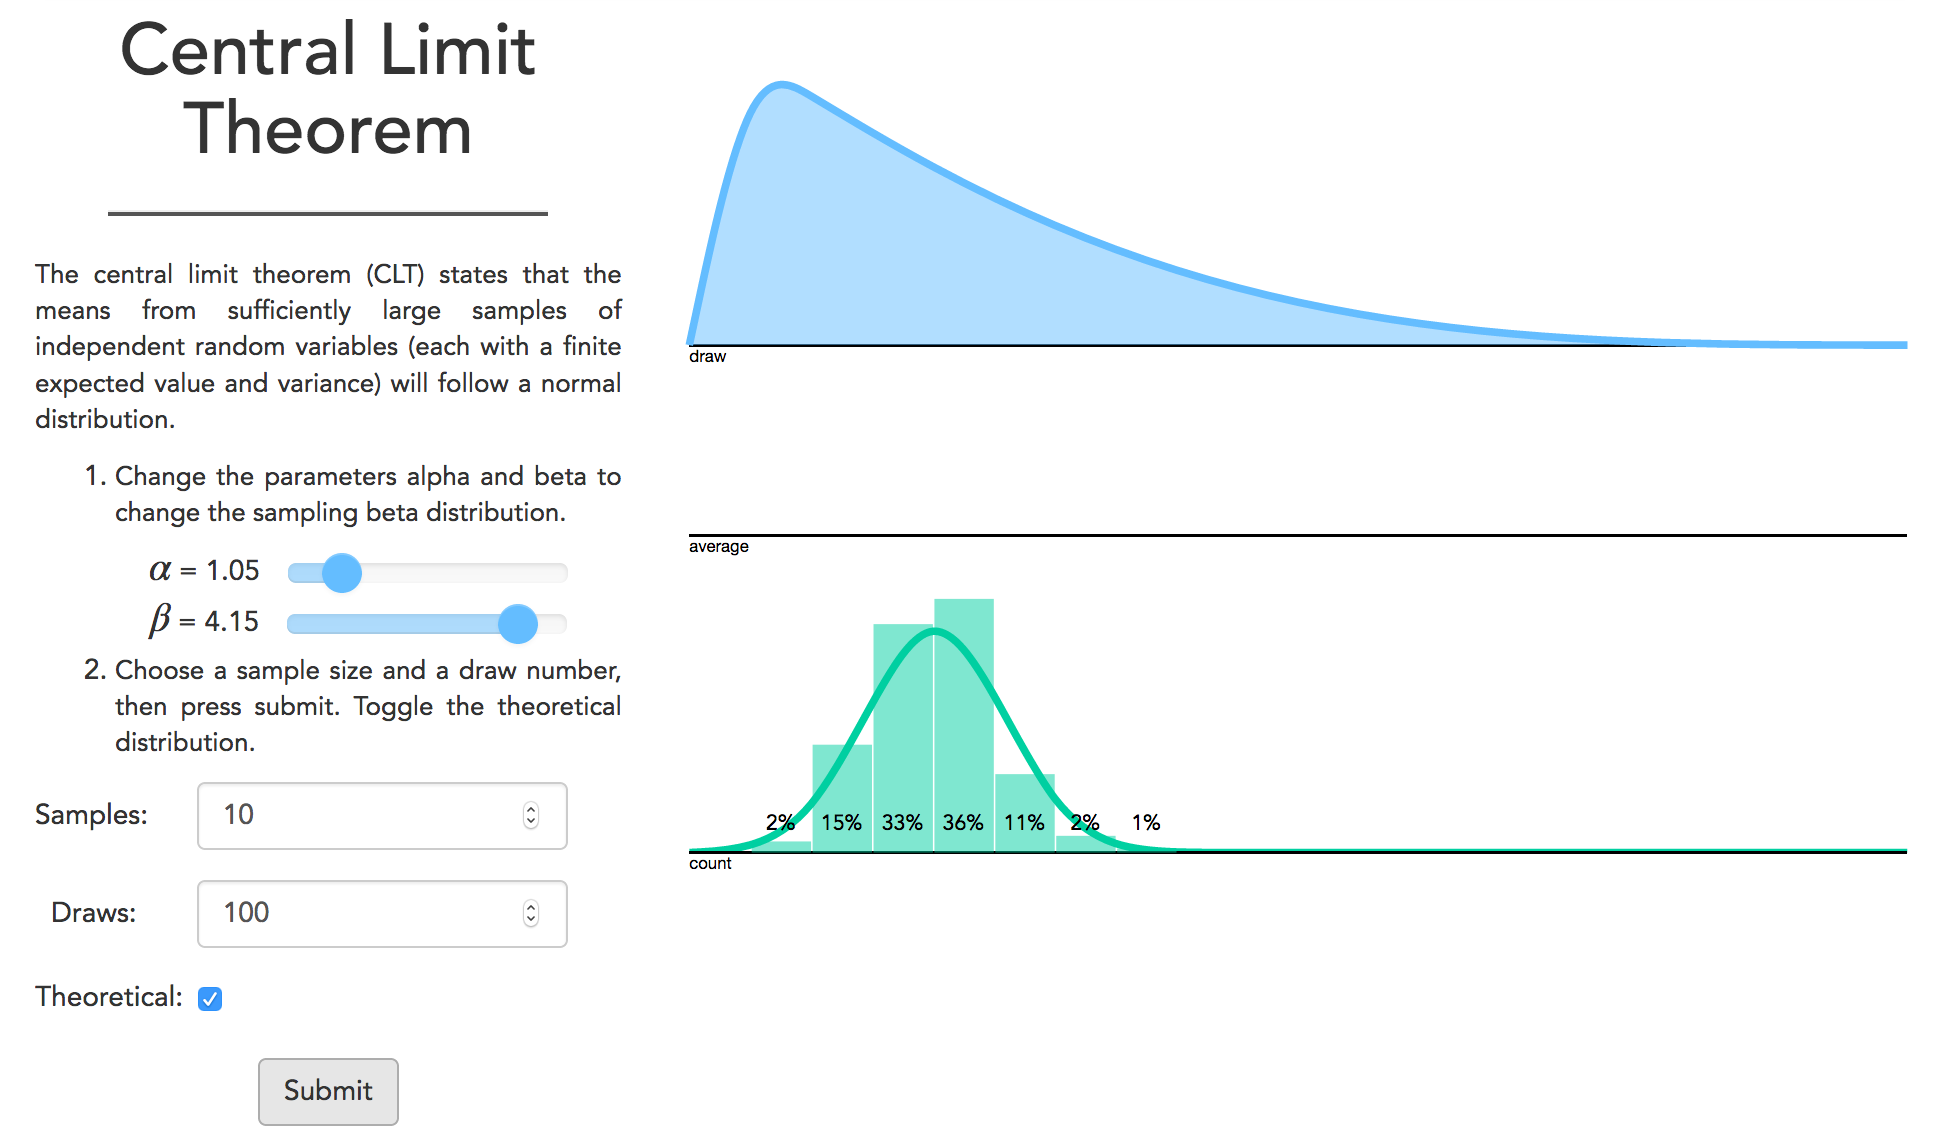 Central Limit
Theorem
The central limit theorem (CLT) states that the
means from sufficiently large samples of
independent random variables (each with a finite
expected value and variance) will follow a normal
distribution.
1. Change the parameters alpha and beta to
change the sampling beta distribution.
α = 1.05
β = 4.15
2. Choose a sample size and a draw number,
then press submit. Toggle the theoretical
distribution.
Samples: 10
Draws: 100
Theoretical:
Submit
draw
average
2% 15% 33% 36% 11% 2% 1%
count